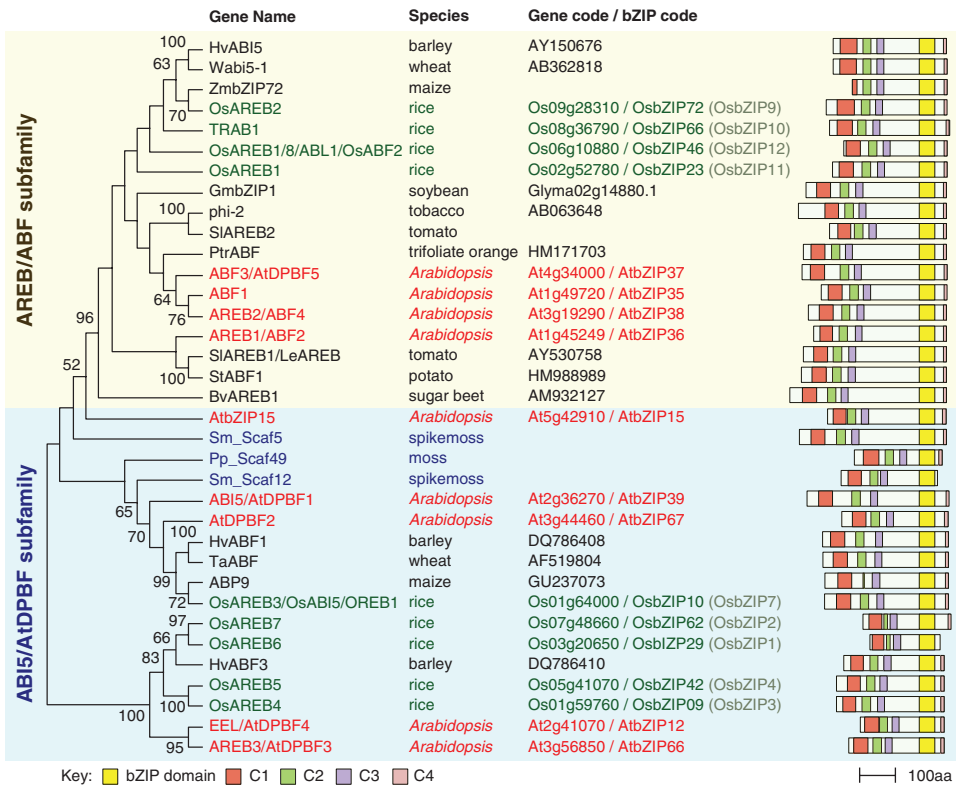 Gene Name Species Gene code / bZIP code
AREB/ABF subfamily
100 HvABI5 barley AY150676
63 Wabi5-1 wheat AB362818
ZmbZIP72 maize
70 OsAREB2 rice Os09g28310 / OsbZIP72 (OsbZIP9)
TRAB1 rice Os08g36790 / OsbZIP66 (OsbZIP10)
OsAREB1/8/ABL1/OsABF2 rice Os06g10880 / OsbZIP46 (OsbZIP12)
OsAREB1 rice Os02g52780 / OsbZIP23 (OsbZIP11)
GmbZIP1 soybean Glyma02g14880.1
100 phi-2 tobacco AB063648
SlAREB2 tomato
PtrABF trifoliate orange HM171703
ABF3/AtDPBF5 Arabidopsis At4g34000 / AtbZIP37
64 ABF1 Arabidopsis At1g49720 / AtbZIP35
76 AREB2/ABF4 Arabidopsis At3g19290 / AtbZIP38
96 AREB1/ABF2 Arabidopsis At1g45249 / AtbZIP36
52 SlAREB1/LeAREB tomato AY530758
100 StABF1 potato HM988989
BvAREB1 sugar beet AM932127
ABI5/AtDPBF subfamily
AtbZIP15 Arabidopsis At5g42910 / AtbZIP15
Sm_Scaf5 spikemoss
Pp_Scaf49 moss
Sm_Scaf12 spikemoss
65 ABI5/AtDPBF1 Arabidopsis At2g36270 / AtbZIP39
70 AtDPBF2 Arabidopsis At3g44460 / AtbZIP67
100 HvABF1 barley DQ786408
TaABF wheat AF519804
99 ABP9 maize GU237073
72 OsAREB3/OsABI5/OREB1 rice Os01g64000 / OsbZIP10 (OsbZIP7)
97 OsAREB7 rice Os07g48660 / OsbZIP62 (OsbZIP2)
66 OsAREB6 rice Os03g20650 / OsbIZP29 (OsbZIP1)
83 HvABF3 barley DQ786410
OsAREB5 rice Os05g41070 / OsbZIP42 (OsbZIP4)
100 OsAREB4 rice Os01g59760 / OsbZIP09 (OsbZIP3)
100 EEL/AtDPBF4 Arabidopsis At2g41070 / AtbZIP12
95 AREB3/AtDPBF3 Arabidopsis At3g56850 / AtbZIP66
Key: bZIP domain C1 C2 C3 C4 100aa